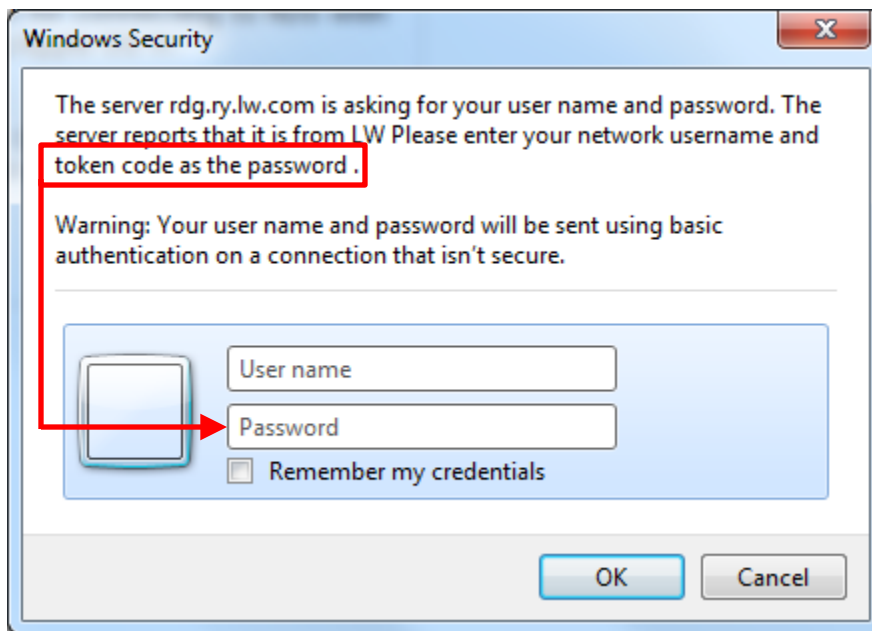 Windows Security
The server rdg.ry.lw.com is asking for your user name and password. The
server reports that it is from LW Please enter your network username and
token code as the password .
Warning: Your user name and password will be sent using basic
authentication on a connection that isn't secure.
User name
Password
Remember my credentials
OK
Cancel